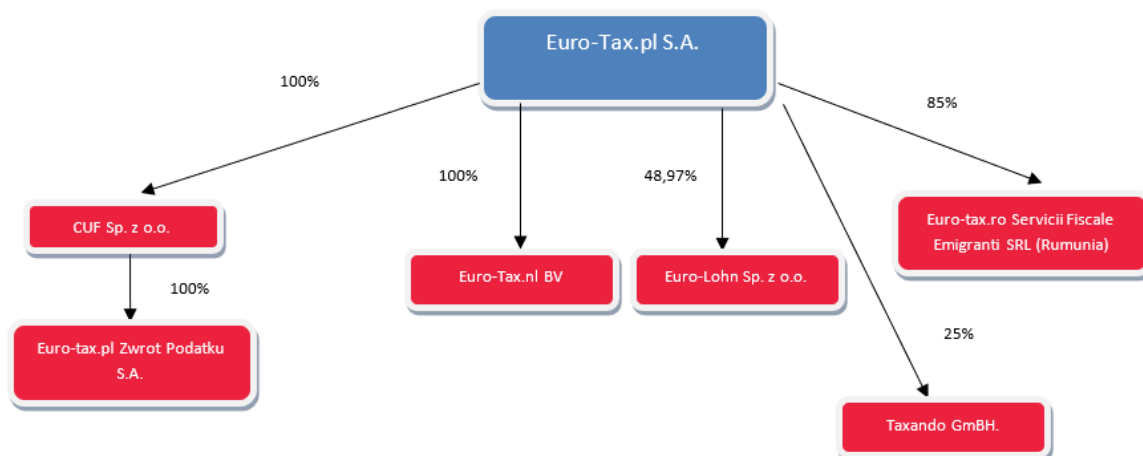 Euro-Tax.pl S.A.
100%
85%
100%
48,97%
CUF Sp. z o.o.
Euro-tax.ro Servicii Fiscale
Emigranti SRL (Rumunia)
Euro-Tax.nl BV
Euro-Lohn Sp. z o.o.
100%
Euro-tax.pl Zwrot Podatku
S.A.
25%
Taxando GmBH.